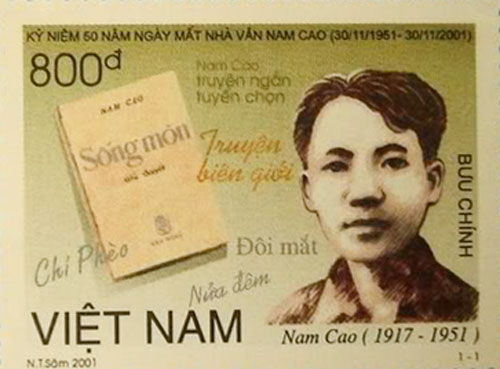 KỶ NIỆM 50 NĂM NGÀY MẤT NHÀ VĂN NAM CAO (30/11/1951- 30/11/2001)
800đ
Nam Cao
truyện ngắn
tuyển chọn
NAM CAO
Sống mòn
tiểu thuyết
VĂN HỌC
Truyện
biên giới
BƯU CHÍNH
Chí Phèo
Đôi mắt
Nửa đêm
VIỆT NAM
Nam Cao ( 1917 - 1951 )
N.T.Sâm 2001
1 - 1